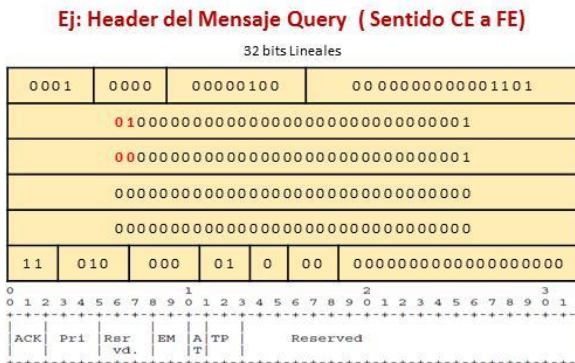 Ej: Header del Mensaje Query ( Sentido CE a FE)
32 bits Lineales
0001 0000 00000100 00 00000000001101
01000000000000000000000000000001
00000000000000000000000000000001
00000000000000000000000000000000
00000000000000000000000000000000
11 010 000 01 0 00 0000000000000000000
0 1 2 3
0 1 2 3 4 5 6 7 8 9 0 1 2 3 4 5 6 7 8 9 0 1 2 3 4 5 6 7 8 9 0 1
|ACK| Pri |Rsr |EM |A|TP| Reserved
vd. |T|